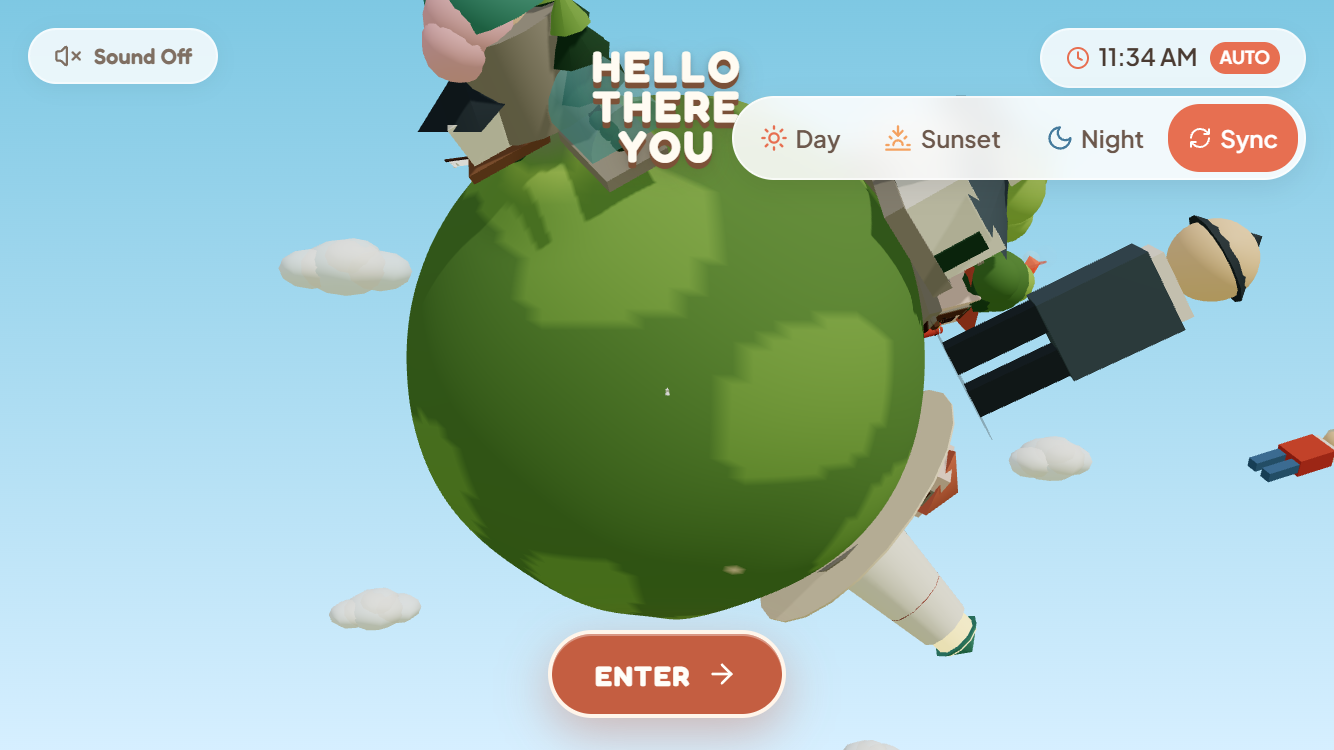 Sound Off
HELLO
THERE
YOU
11:34 AM AUTO
Day Sunset Night Sync
ENTER